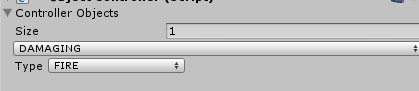 Controller Objects
Size 1
DAMAGING
Type FIRE